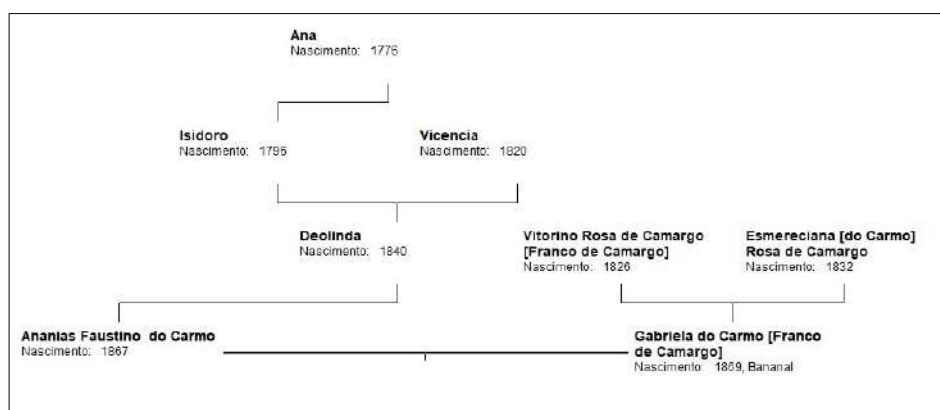 Ana
Nascimento: 1776
Isidoro
Nascimento: 1795
Vicencia
Nascimento: 1820
Deolinda
Nascimento: 1840
Vitorino Rosa de Camargo
[Franco de Camargo]
Nascimento: 1826
Esmereciana [do Carmo]
Rosa de Camargo
Nascimento: 1832
Ananias Faustino do Carmo
Nascimento: 1867
Gabriela do Carmo [Franco
de Camargo]
Nascimento: 1869, Bananal